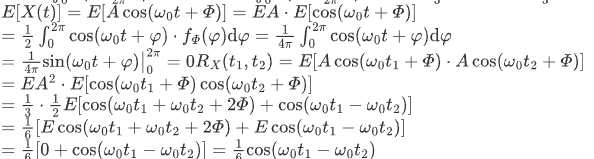 E[X(t)] = E[A cos(ω₀t + Φ)] = EA · E[cos(ω₀t + Φ)]
= 1/2 ∫₀^{2π} cos(ω₀t + φ) · f_Φ(φ)dφ = 1/4π ∫₀^{2π} cos(ω₀t + φ)dφ
= 1/4π sin(ω₀t + φ)|₀^{2π} = 0R_X(t₁, t₂) = E[A cos(ω₀t₁ + Φ) · A cos(ω₀t₂ + Φ)]
= EA² · E[cos(ω₀t₁ + Φ) cos(ω₀t₂ + Φ)]
= 1/3 · 1/2 E[cos(ω₀t₁ + ω₀t₂ + 2Φ) + cos(ω₀t₁ − ω₀t₂)]
= 1/6 [E cos(ω₀t₁ + ω₀t₂ + 2Φ) + E cos(ω₀t₁ − ω₀t₂)]
= 1/6 [0 + cos(ω₀t₁ − ω₀t₂)] = 1/6 cos(ω₀t₁ − ω₀t₂)